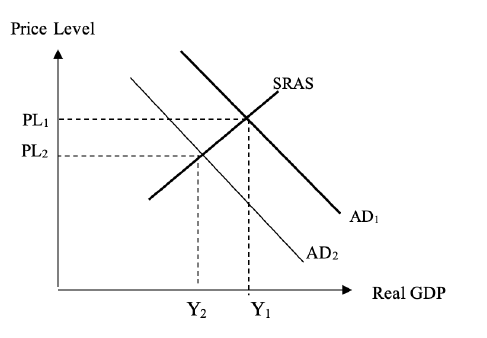 Price Level
SRAS
PL₁
PL₂
AD₁
AD₂
Real GDP
Y₂
Y₁